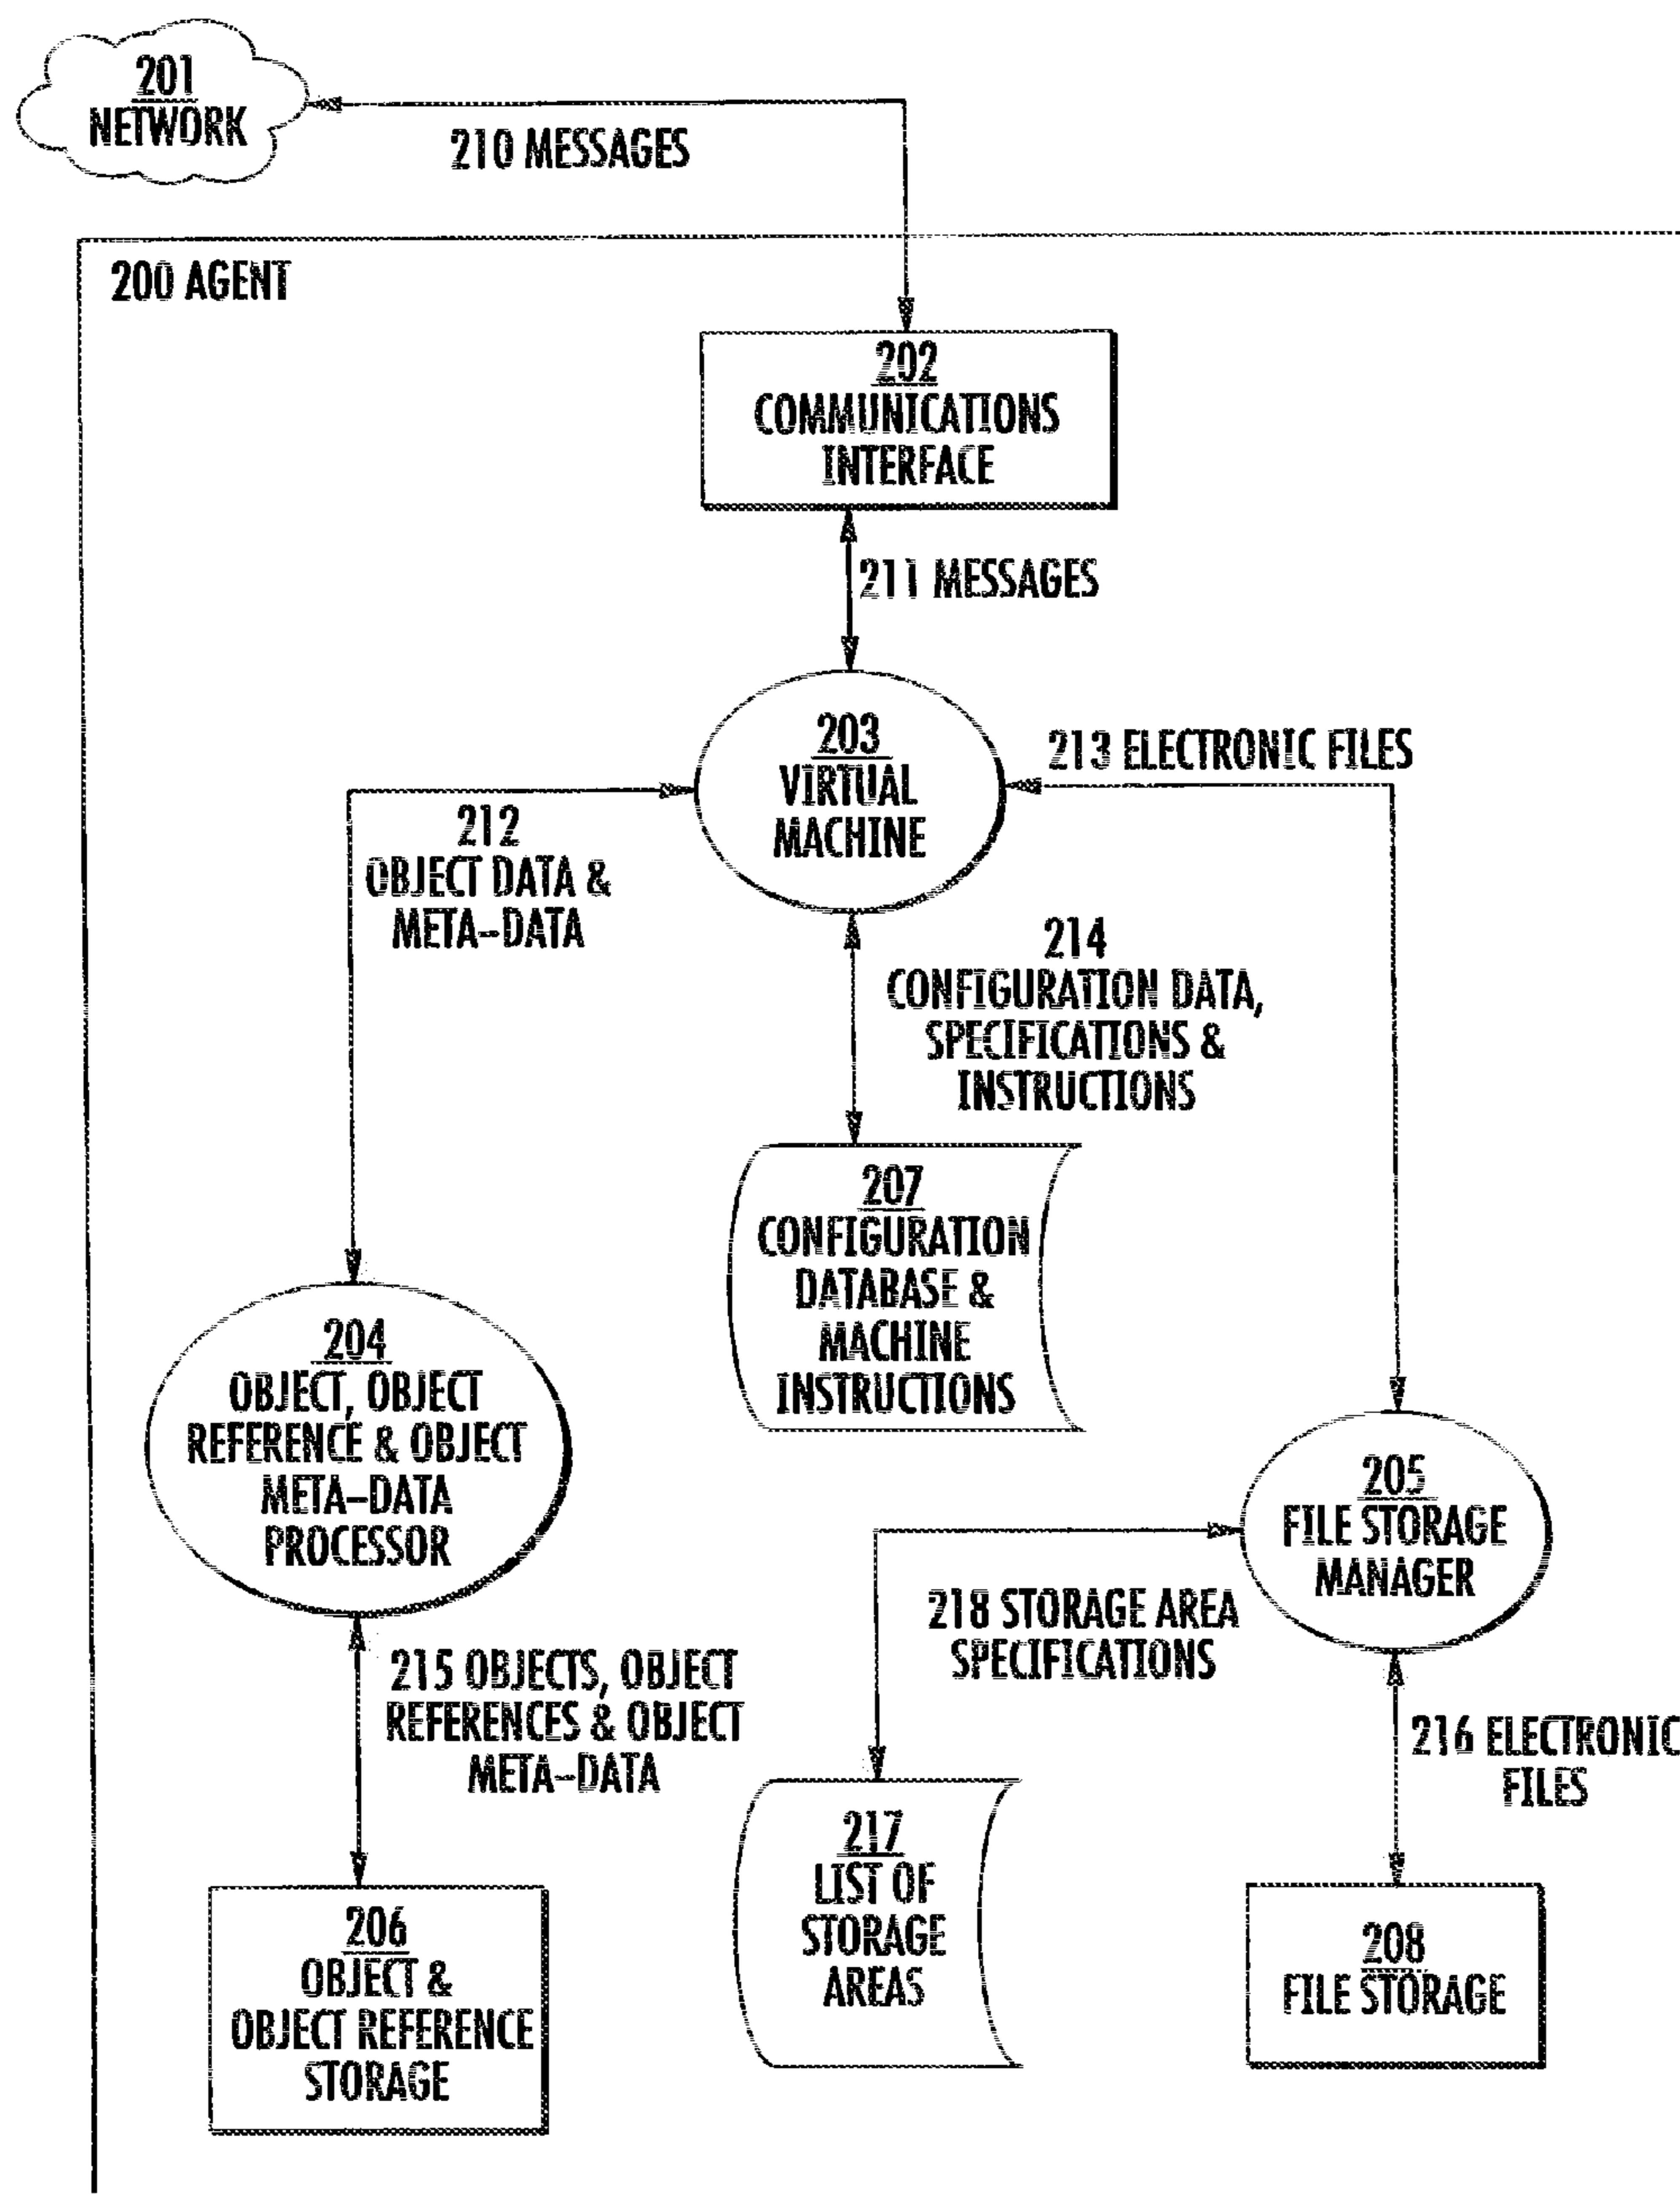 201
NETWORK
210 MESSAGES
200 AGENT
202
COMMUNICATIONS
INTERFACE
211 MESSAGES
203
VIRTUAL
MACHINE
213 ELECTRONIC FILES
212
OBJECT DATA &
META-DATA
214
CONFIGURATION DATA,
SPECIFICATIONS &
INSTRUCTIONS
207
CONFIGURATION
DATABASE &
MACHINE
INSTRUCTIONS
204
OBJECT, OBJECT
REFERENCE & OBJECT
META-DATA
PROCESSOR
205
FILE STORAGE
MANAGER
218 STORAGE AREA
SPECIFICATIONS
215 OBJECTS, OBJECT
REFERENCES & OBJECT
META-DATA
216 ELECTRONIC
FILES
217
LIST OF
STORAGE
AREAS
206
OBJECT &
OBJECT REFERENCE
STORAGE
208
FILE STORAGE